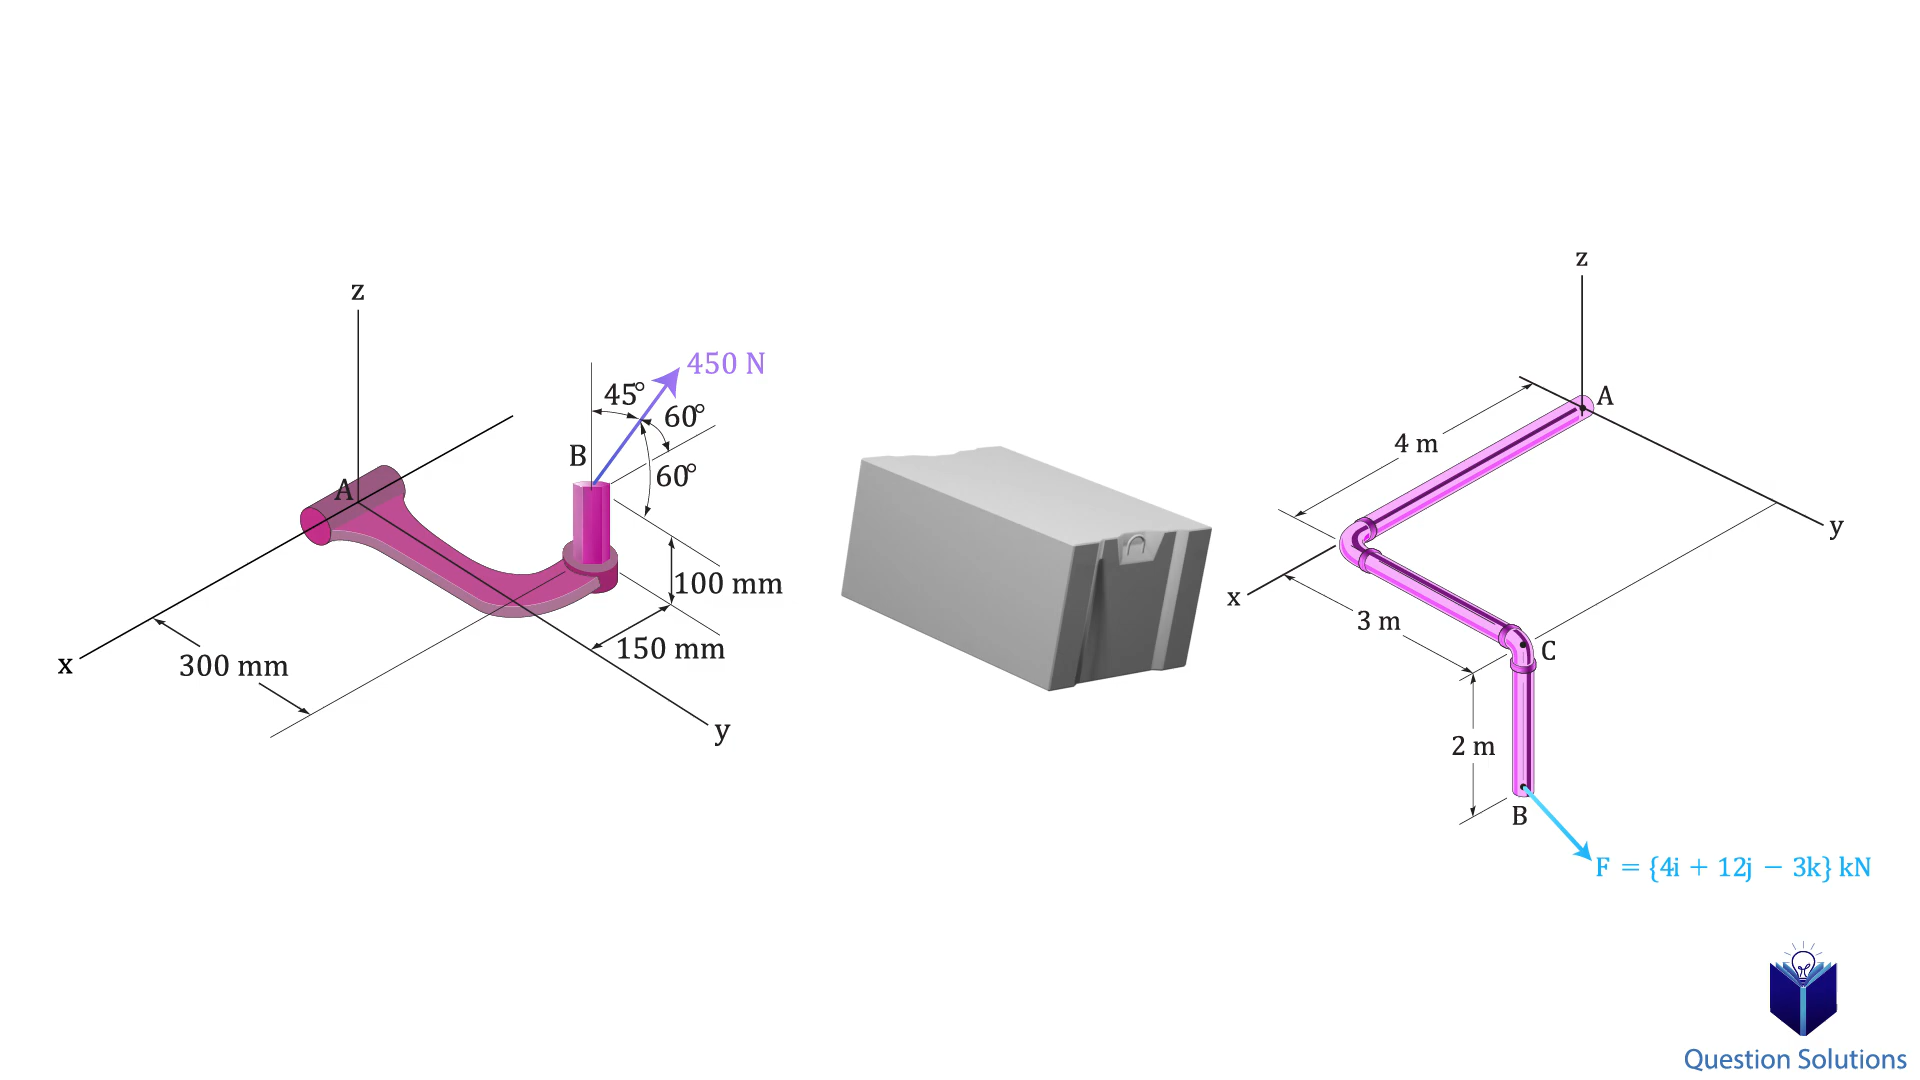 z
450 N
45°
60°
B
60°
A
100 mm
150 mm
x
300 mm
y
z
A
4 m
y
x
3 m
C
2 m
B
F = {4i + 12j − 3k} kN
Question Solutions